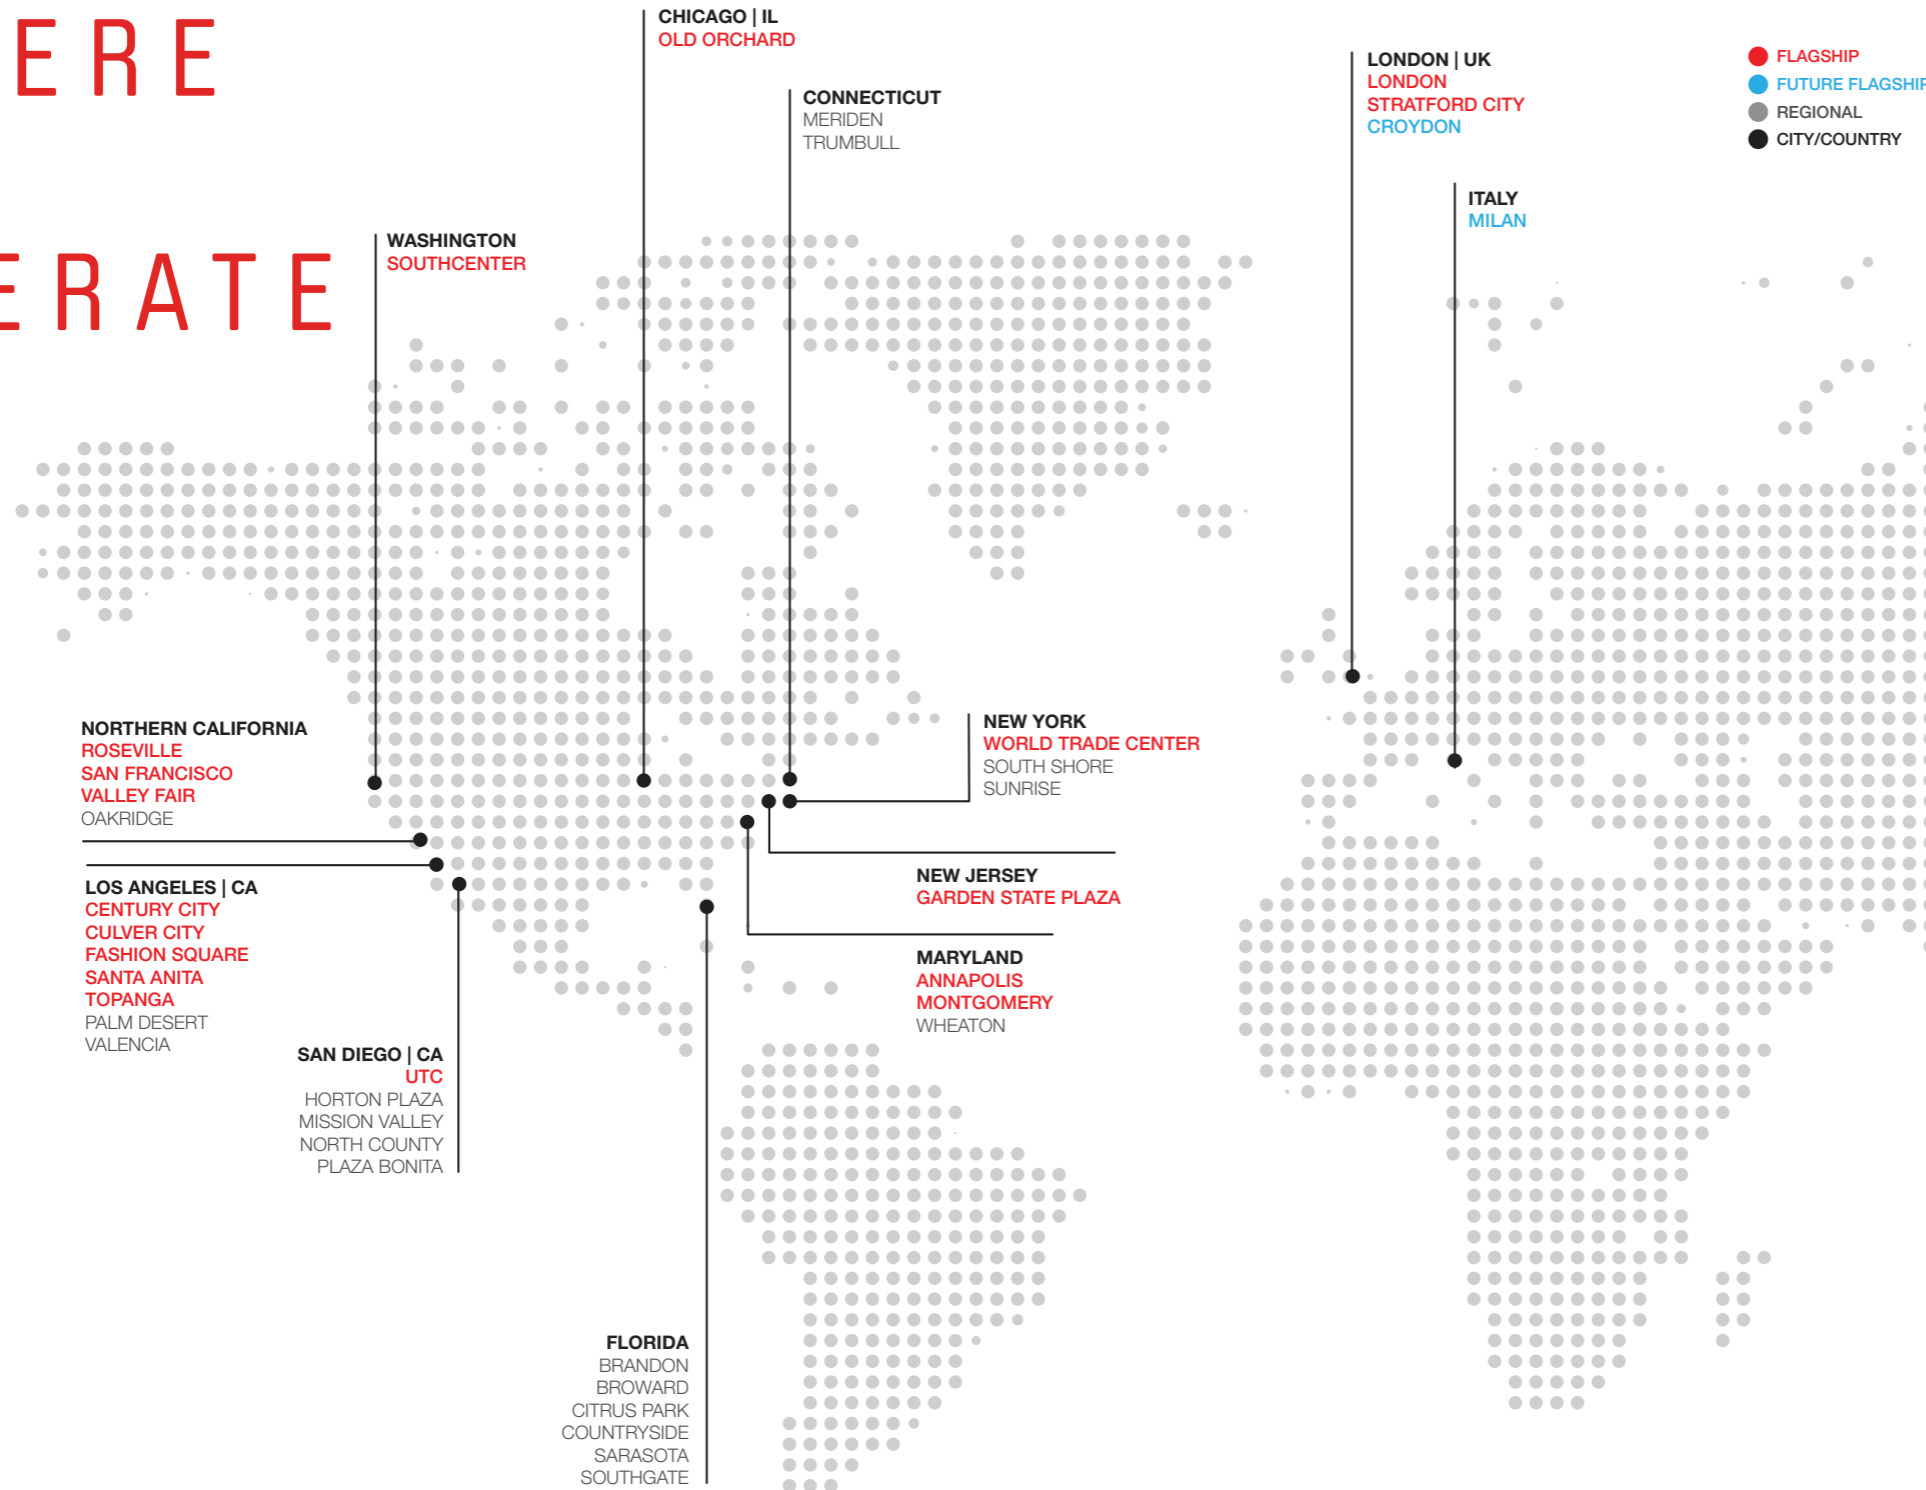 ERE
ERATE
CHICAGO | IL
OLD ORCHARD
CONNECTICUT
MERIDEN
TRUMBULL
LONDON | UK
LONDON
STRATFORD CITY
CROYDON
FLAGSHIP
FUTURE FLAGSHIP
REGIONAL
CITY/COUNTRY
ITALY
MILAN
WASHINGTON
SOUTHCENTER
NORTHERN CALIFORNIA
ROSEVILLE
SAN FRANCISCO
VALLEY FAIR
OAKRIDGE
NEW YORK
WORLD TRADE CENTER
SOUTH SHORE
SUNRISE
LOS ANGELES | CA
CENTURY CITY
CULVER CITY
FASHION SQUARE
SANTA ANITA
TOPANGA
PALM DESERT
VALENCIA
NEW JERSEY
GARDEN STATE PLAZA
MARYLAND
ANNAPOLIS
MONTGOMERY
WHEATON
SAN DIEGO | CA
UTC
HORTON PLAZA
MISSION VALLEY
NORTH COUNTY
PLAZA BONITA
FLORIDA
BRANDON
BROWARD
CITRUS PARK
COUNTRYSIDE
SARASOTA
SOUTHGATE